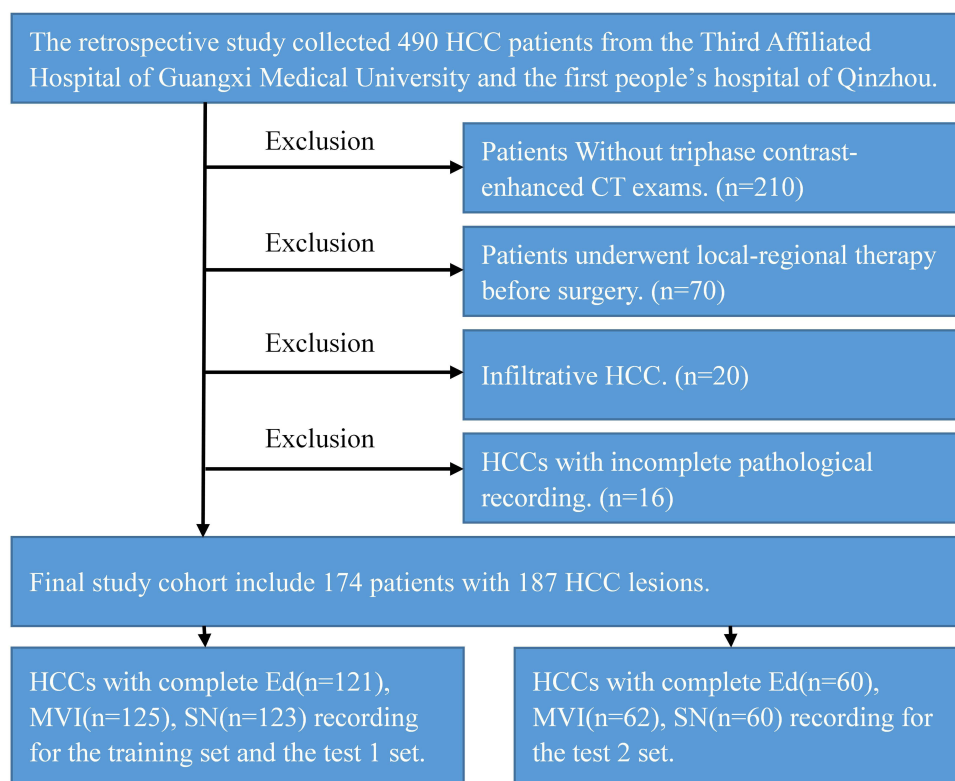 The retrospective study collected 490 HCC patients from the Third Affiliated
Hospital of Guangxi Medical University and the first people's hospital of Qinzhou.
Exclusion
Patients Without triphase contrast-
enhanced CT exams. (n=210)
Exclusion
Patients underwent local-regional therapy
before surgery. (n=70)
Exclusion
Infiltrative HCC. (n=20)
Exclusion
HCCs with incomplete pathological
recording. (n=16)
Final study cohort include 174 patients with 187 HCC lesions.
HCCs with complete Ed(n=121),
MVI(n=125), SN(n=123) recording
for the training set and the test 1 set.
HCCs with complete Ed(n=60),
MVI(n=62), SN(n=60) recording for
the test 2 set.